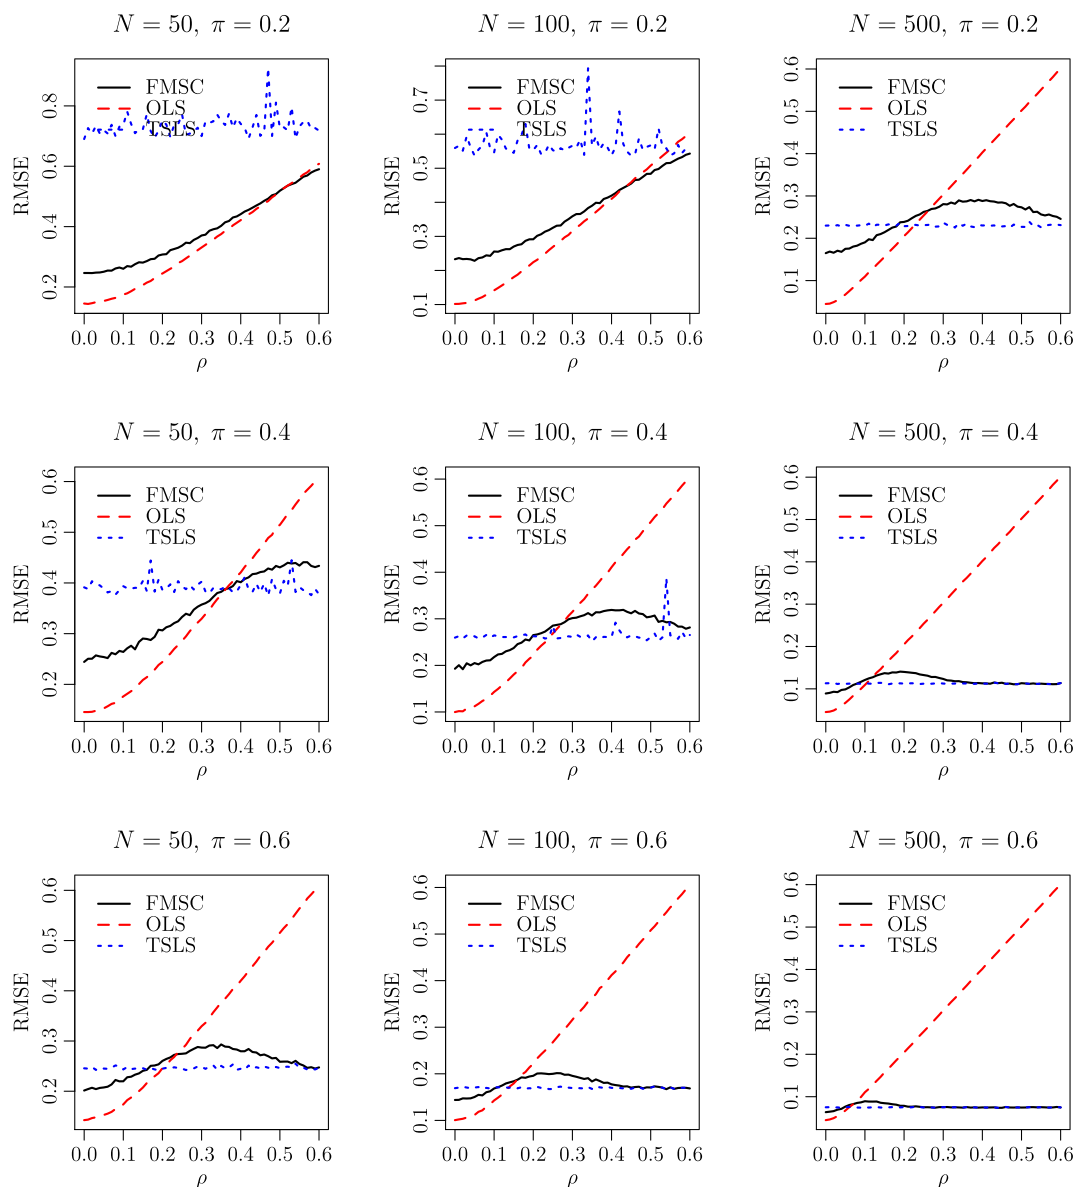 N = 50, π = 0.2
N = 100, π = 0.2
N = 500, π = 0.2
RMSE
0.2 0.4 0.6 0.8
FMSC
OLS
TSLS
0.0 0.1 0.2 0.3 0.4 0.5 0.6
ρ
RMSE
0.1 0.3 0.5 0.7
FMSC
OLS
TSLS
0.0 0.1 0.2 0.3 0.4 0.5 0.6
ρ
RMSE
0.1 0.2 0.3 0.4 0.5 0.6
FMSC
OLS
TSLS
0.0 0.1 0.2 0.3 0.4 0.5 0.6
ρ
N = 50, π = 0.4
N = 100, π = 0.4
N = 500, π = 0.4
RMSE
0.2 0.3 0.4 0.5 0.6
FMSC
OLS
TSLS
0.0 0.1 0.2 0.3 0.4 0.5 0.6
ρ
RMSE
0.1 0.2 0.3 0.4 0.5 0.6
FMSC
OLS
TSLS
0.0 0.1 0.2 0.3 0.4 0.5 0.6
ρ
RMSE
0.1 0.2 0.3 0.4 0.5 0.6
FMSC
OLS
TSLS
0.0 0.1 0.2 0.3 0.4 0.5 0.6
ρ
N = 50, π = 0.6
N = 100, π = 0.6
N = 500, π = 0.6
RMSE
0.2 0.3 0.4 0.5 0.6
FMSC
OLS
TSLS
0.0 0.1 0.2 0.3 0.4 0.5 0.6
ρ
RMSE
0.1 0.2 0.3 0.4 0.5 0.6
FMSC
OLS
TSLS
0.0 0.1 0.2 0.3 0.4 0.5 0.6
ρ
RMSE
0.1 0.2 0.3 0.4 0.5 0.6
FMSC
OLS
TSLS
0.0 0.1 0.2 0.3 0.4 0.5 0.6
ρ